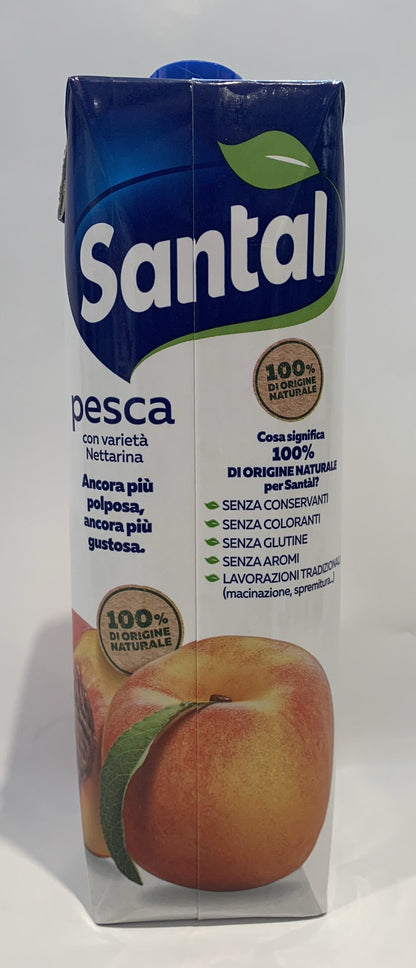 Santal
pesca
con varietà
Nettarina
Ancora più
polposa,
ancora più
gustosa.
100%
DI ORIGINE
NATURALE
Cosa significa
100%
DI ORIGINE NATURALE
per Santàl?
SENZA CONSERVANTI
SENZA COLORANTI
SENZA GLUTINE
SENZA AROMI
LAVORAZIONI TRADIZIONALI
(macinazione, spremitura...)
100%
DI ORIGINE
NATURALE